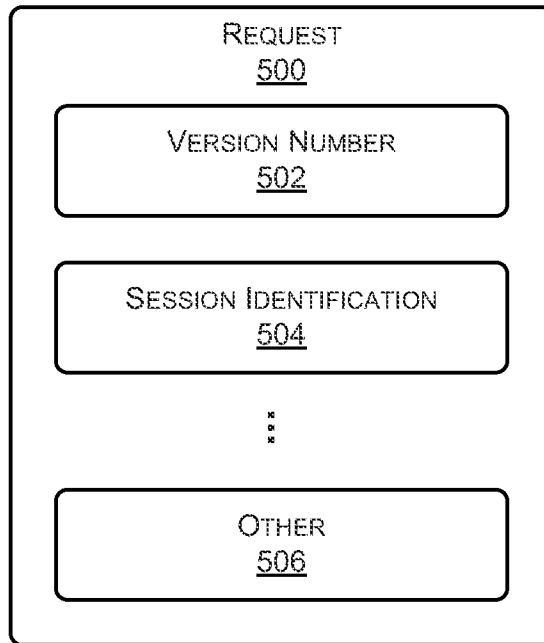 REQUEST
500
VERSION NUMBER
502
SESSION IDENTIFICATION
504
OTHER
506